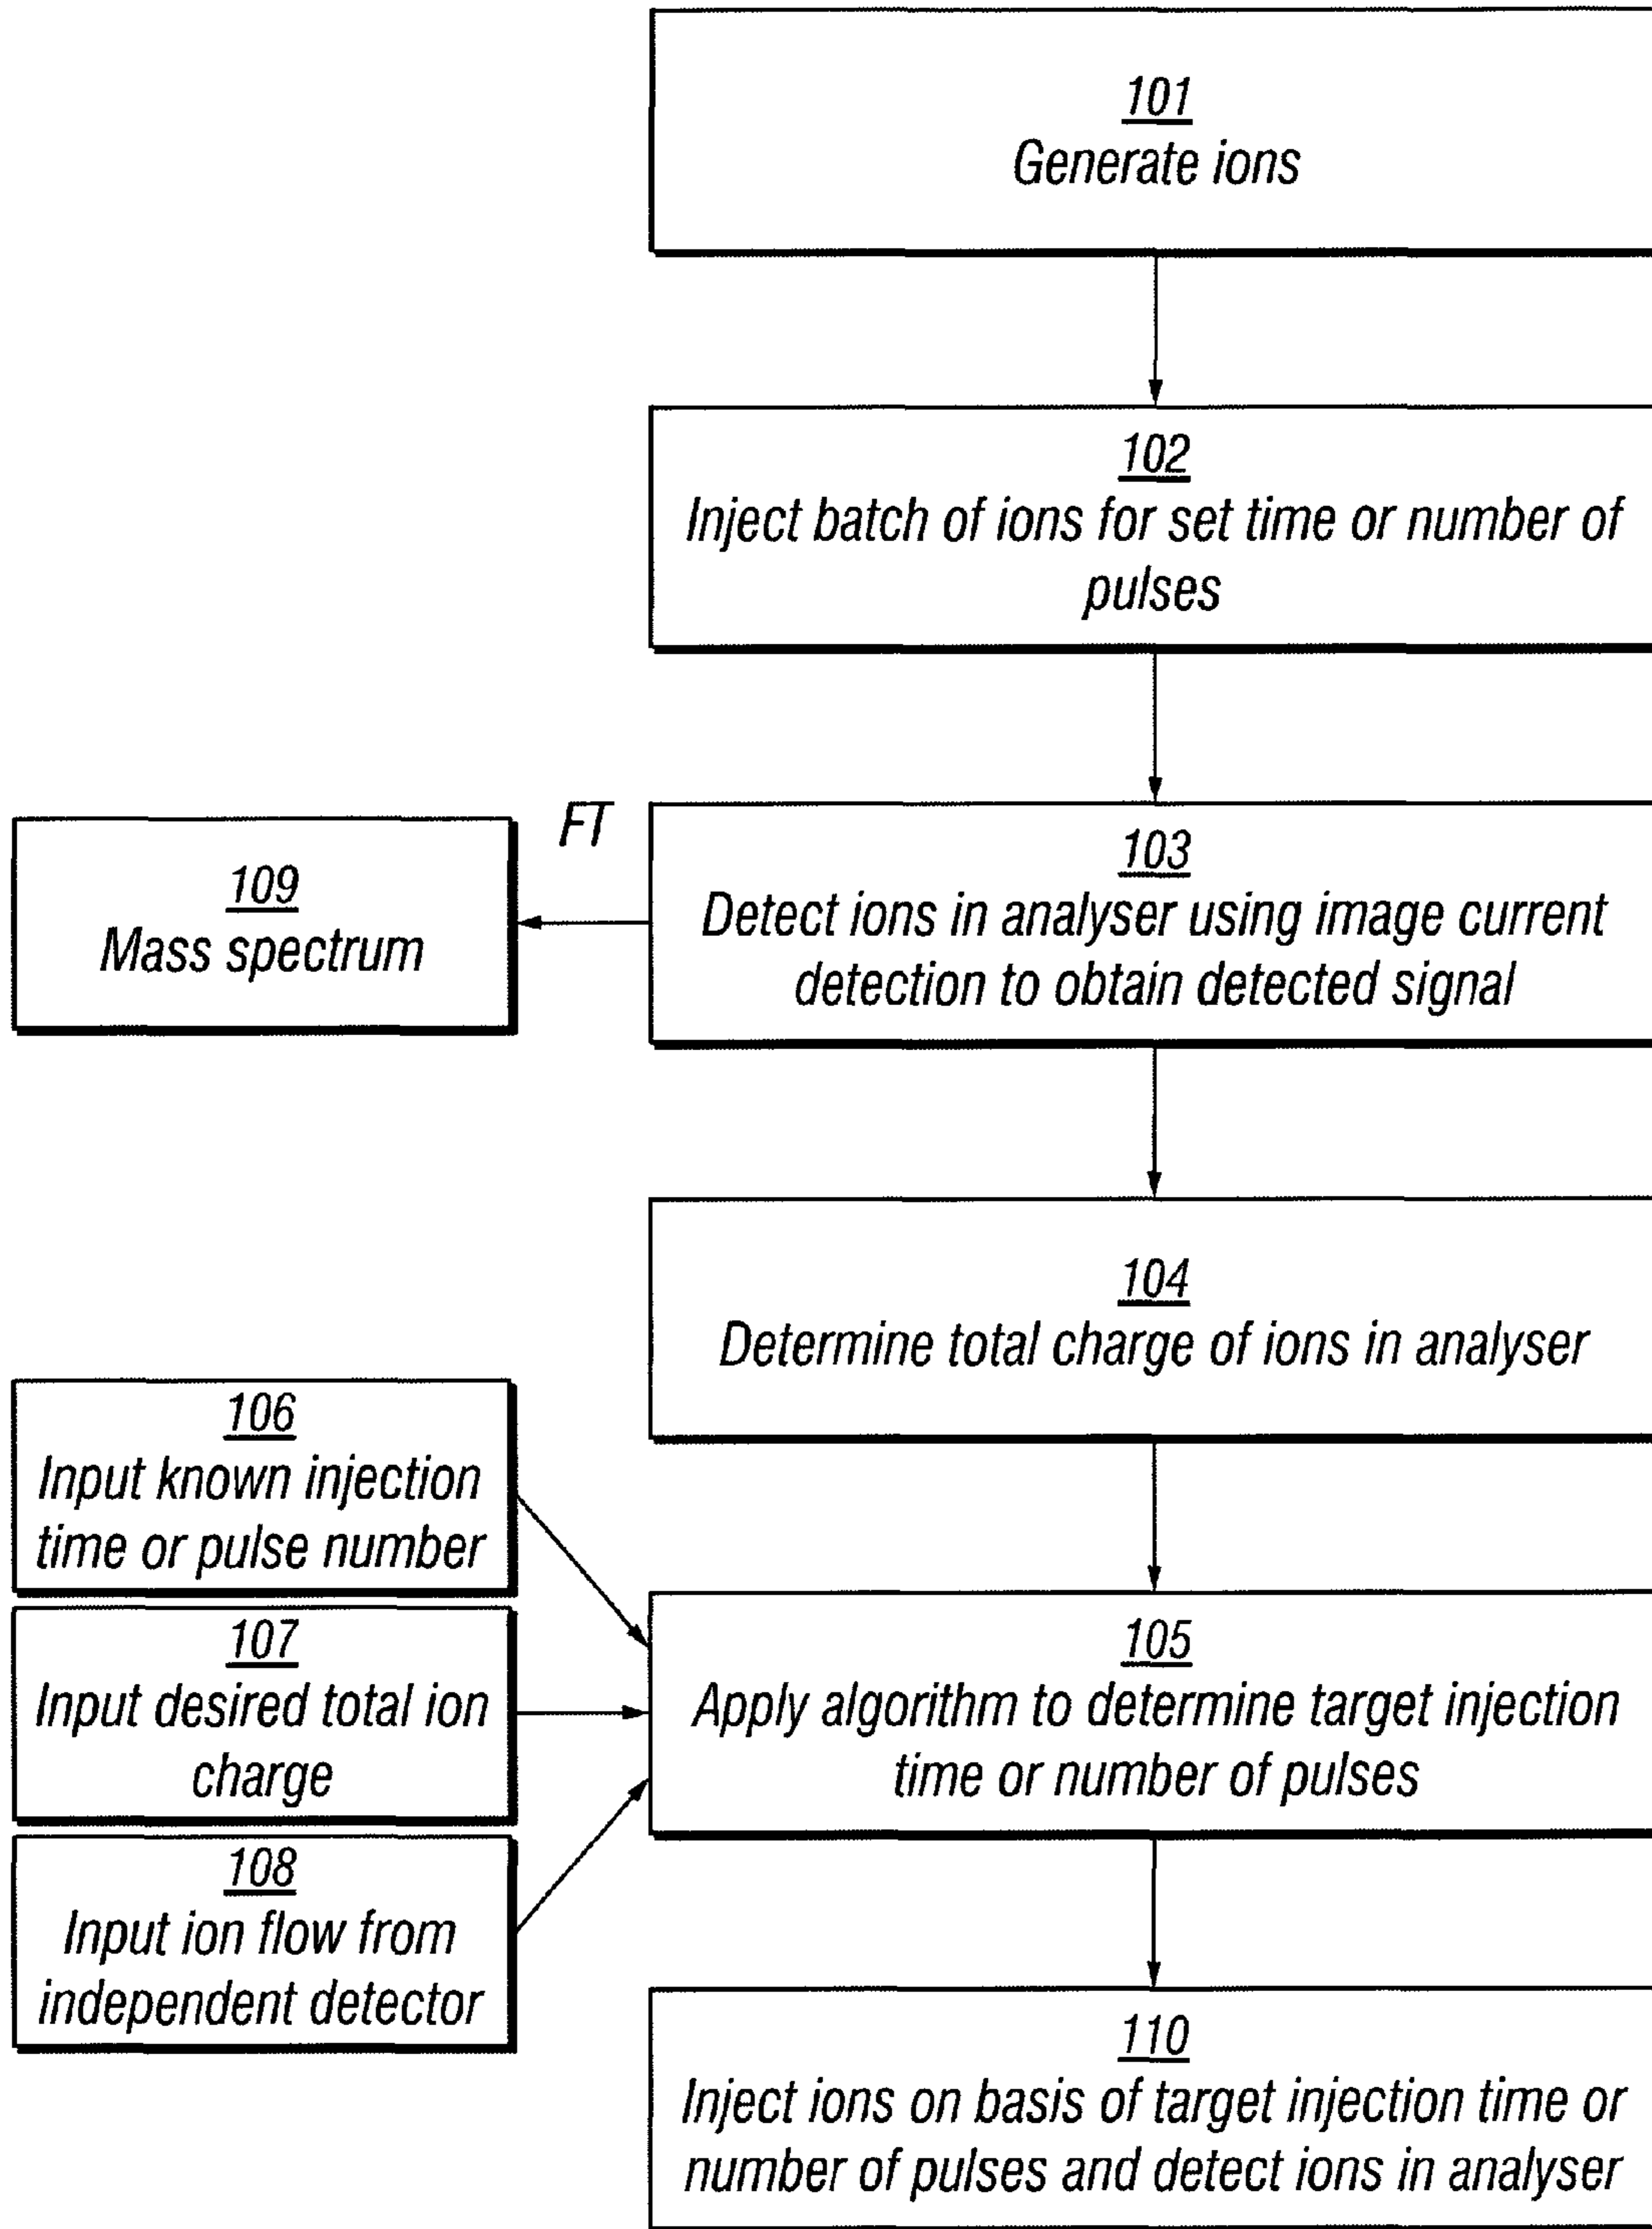 101
Generate ions
102
Inject batch of ions for set time or number of
pulses
FT
103
Detect ions in analyser using image current
detection to obtain detected signal
109
Mass spectrum
104
Determine total charge of ions in analyser
106
Input known injection
time or pulse number
107
Input desired total ion
charge
108
Input ion flow from
independent detector
105
Apply algorithm to determine target injection
time or number of pulses
110
Inject ions on basis of target injection time or
number of pulses and detect ions in analyser